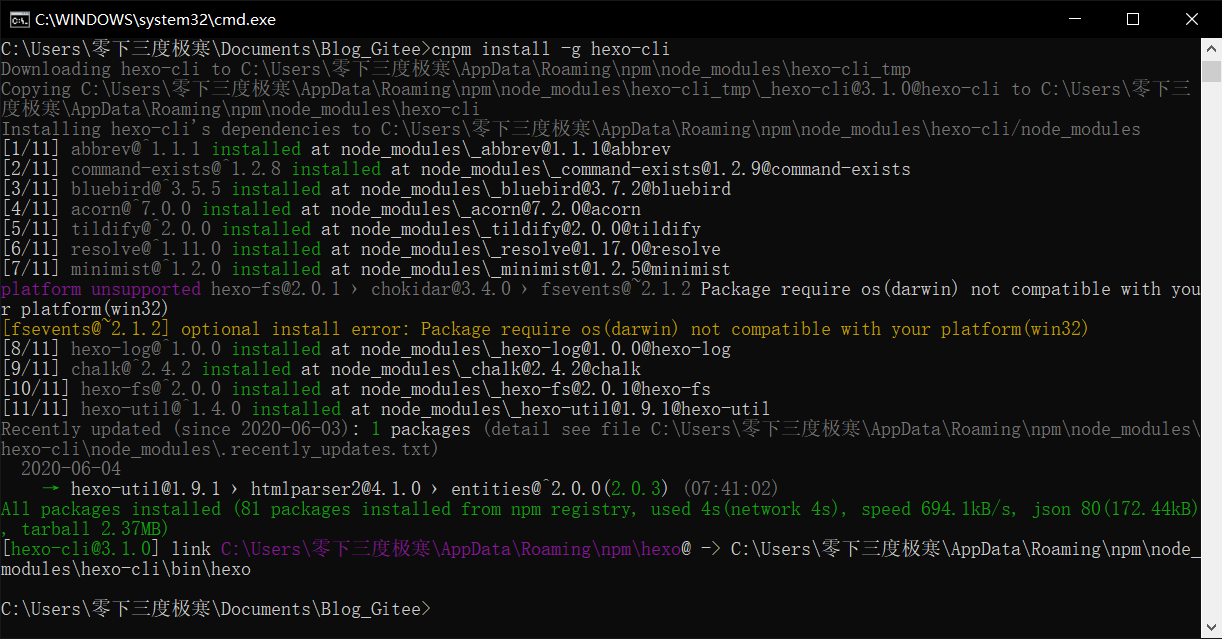 C:\WINDOWS\system32\cmd.exe
C:\Users\零下三度极寒\Documents\Blog_Gitee>cnpm install -g hexo-cli
Downloading hexo-cli to C:\Users\零下三度极寒\AppData\Roaming\npm\node_modules\hexo-cli_tmp
Copying C:\Users\零下三度极寒\AppData\Roaming\npm\node_modules\hexo-cli_tmp\_hexo-cli@3.1.0@hexo-cli to C:\Users\零下三
度极寒\AppData\Roaming\npm\node_modules\hexo-cli
Installing hexo-cli's dependencies to C:\Users\零下三度极寒\AppData\Roaming\npm\node_modules\hexo-cli/node_modules
[1/11] abbrev@^1.1.1 installed at node_modules\_abbrev@1.1.1@abbrev
[2/11] command-exists@^1.2.8 installed at node_modules\_command-exists@1.2.9@command-exists
[3/11] bluebird@^3.5.5 installed at node_modules\_bluebird@3.7.2@bluebird
[4/11] acorn@^7.0.0 installed at node_modules\_acorn@7.2.0@acorn
[5/11] tildify@^2.0.0 installed at node_modules\_tildify@2.0.0@tildify
[6/11] resolve@^1.11.0 installed at node_modules\_resolve@1.17.0@resolve
[7/11] minimist@^1.2.0 installed at node_modules\_minimist@1.2.5@minimist
platform unsupported hexo-fs@2.0.1 › chokidar@3.4.0 › fsevents@~2.1.2 Package require os(darwin) not compatible with you
r platform(win32)
[fsevents@~2.1.2] optional install error: Package require os(darwin) not compatible with your platform(win32)
[8/11] hexo-log@^1.0.0 installed at node_modules\_hexo-log@1.0.0@hexo-log
[9/11] chalk@^2.4.2 installed at node_modules\_chalk@2.4.2@chalk
[10/11] hexo-fs@^2.0.0 installed at node_modules\_hexo-fs@2.0.1@hexo-fs
[11/11] hexo-util@^1.4.0 installed at node_modules\_hexo-util@1.9.1@hexo-util
Recently updated (since 2020-06-03): 1 packages (detail see file C:\Users\零下三度极寒\AppData\Roaming\npm\node_modules\
hexo-cli\node_modules\.recently_updates.txt)
2020-06-04
→ hexo-util@1.9.1 › htmlparser2@4.1.0 › entities@^2.0.0(2.0.3) (07:41:02)
All packages installed (81 packages installed from npm registry, used 4s(network 4s), speed 694.1kB/s, json 80(172.44kB)
, tarball 2.37MB)
[hexo-cli@3.1.0] link C:\Users\零下三度极寒\AppData\Roaming\npm\hexo@ -> C:\Users\零下三度极寒\AppData\Roaming\npm\node_
modules\hexo-cli\bin\hexo
C:\Users\零下三度极寒\Documents\Blog_Gitee>